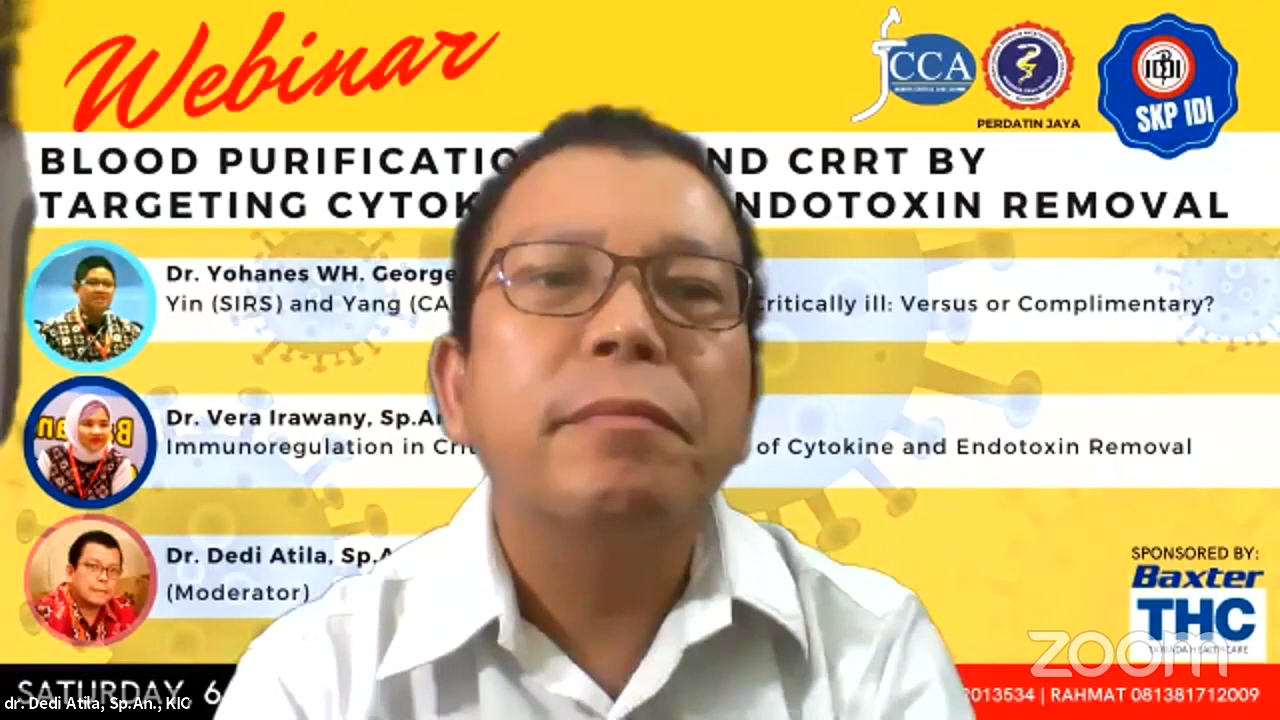 Webinar
JCCA
PERDATIN JAYA
IDI
SKP IDI
BLOOD PURIFICATIO ND CRRT BY
TARGETING CYTOK NDOTOXIN REMOVAL
Dr. Yohanes WH. George
Yin (SIRS) and Yang (CA Critically ill: Versus or Complimentary?
Dr. Vera Irawany, Sp.An
Immunoregulation in Crit of Cytokine and Endotoxin Removal
Dr. Dedi Atila, Sp.A
(Moderator)
SPONSORED BY:
Baxter
THC
zoom
SATURDAY, 6
2013534 | RAHMAT 081381712009
dr. Dedi Atila, Sp.An., KIC